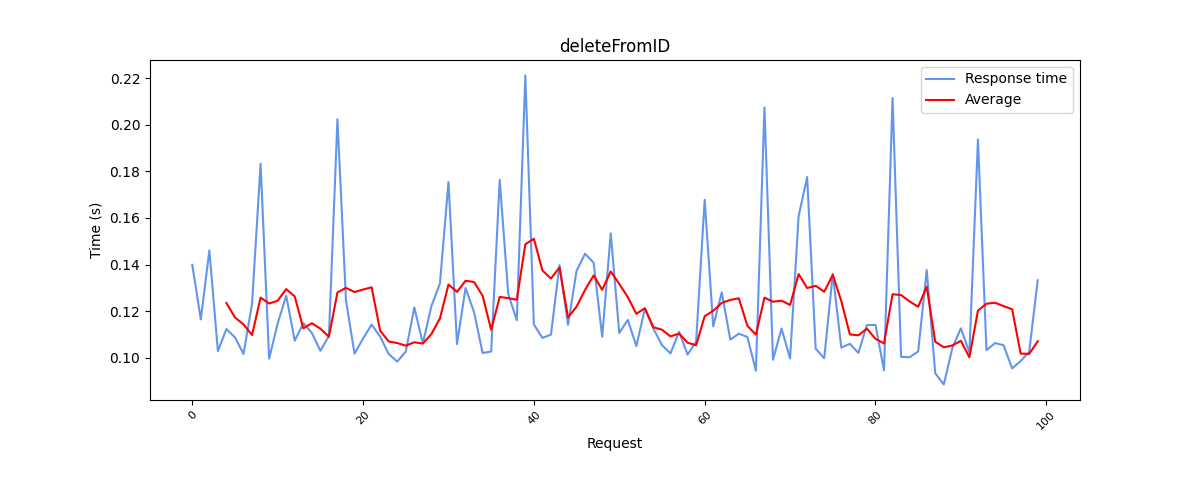 deleteFromID
Response time
Average
0.22
0.20
0.18
0.16
0.14
0.12
0.10
Time (s)
0
20
40
60
80
100
Request